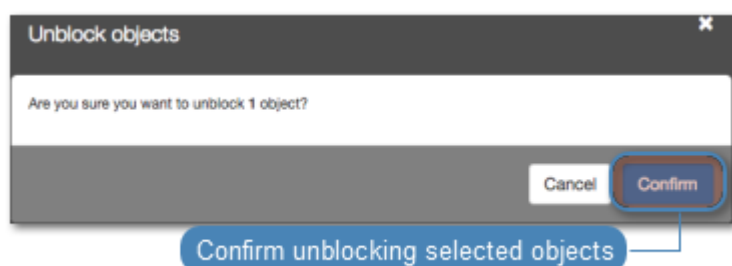 Unblock objects
Are you sure you want to unblock 1 object?
Cancel Confirm
Confirm unblocking selected objects